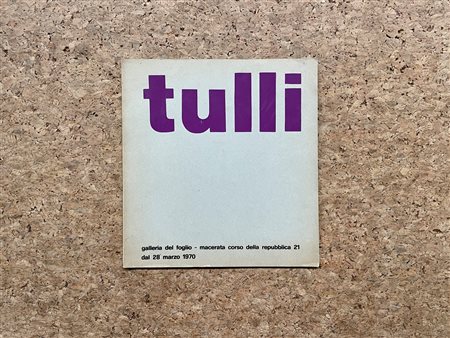 tulli
galleria del foglio - macerata corso della repubblica 21
dal 28 marzo 1970